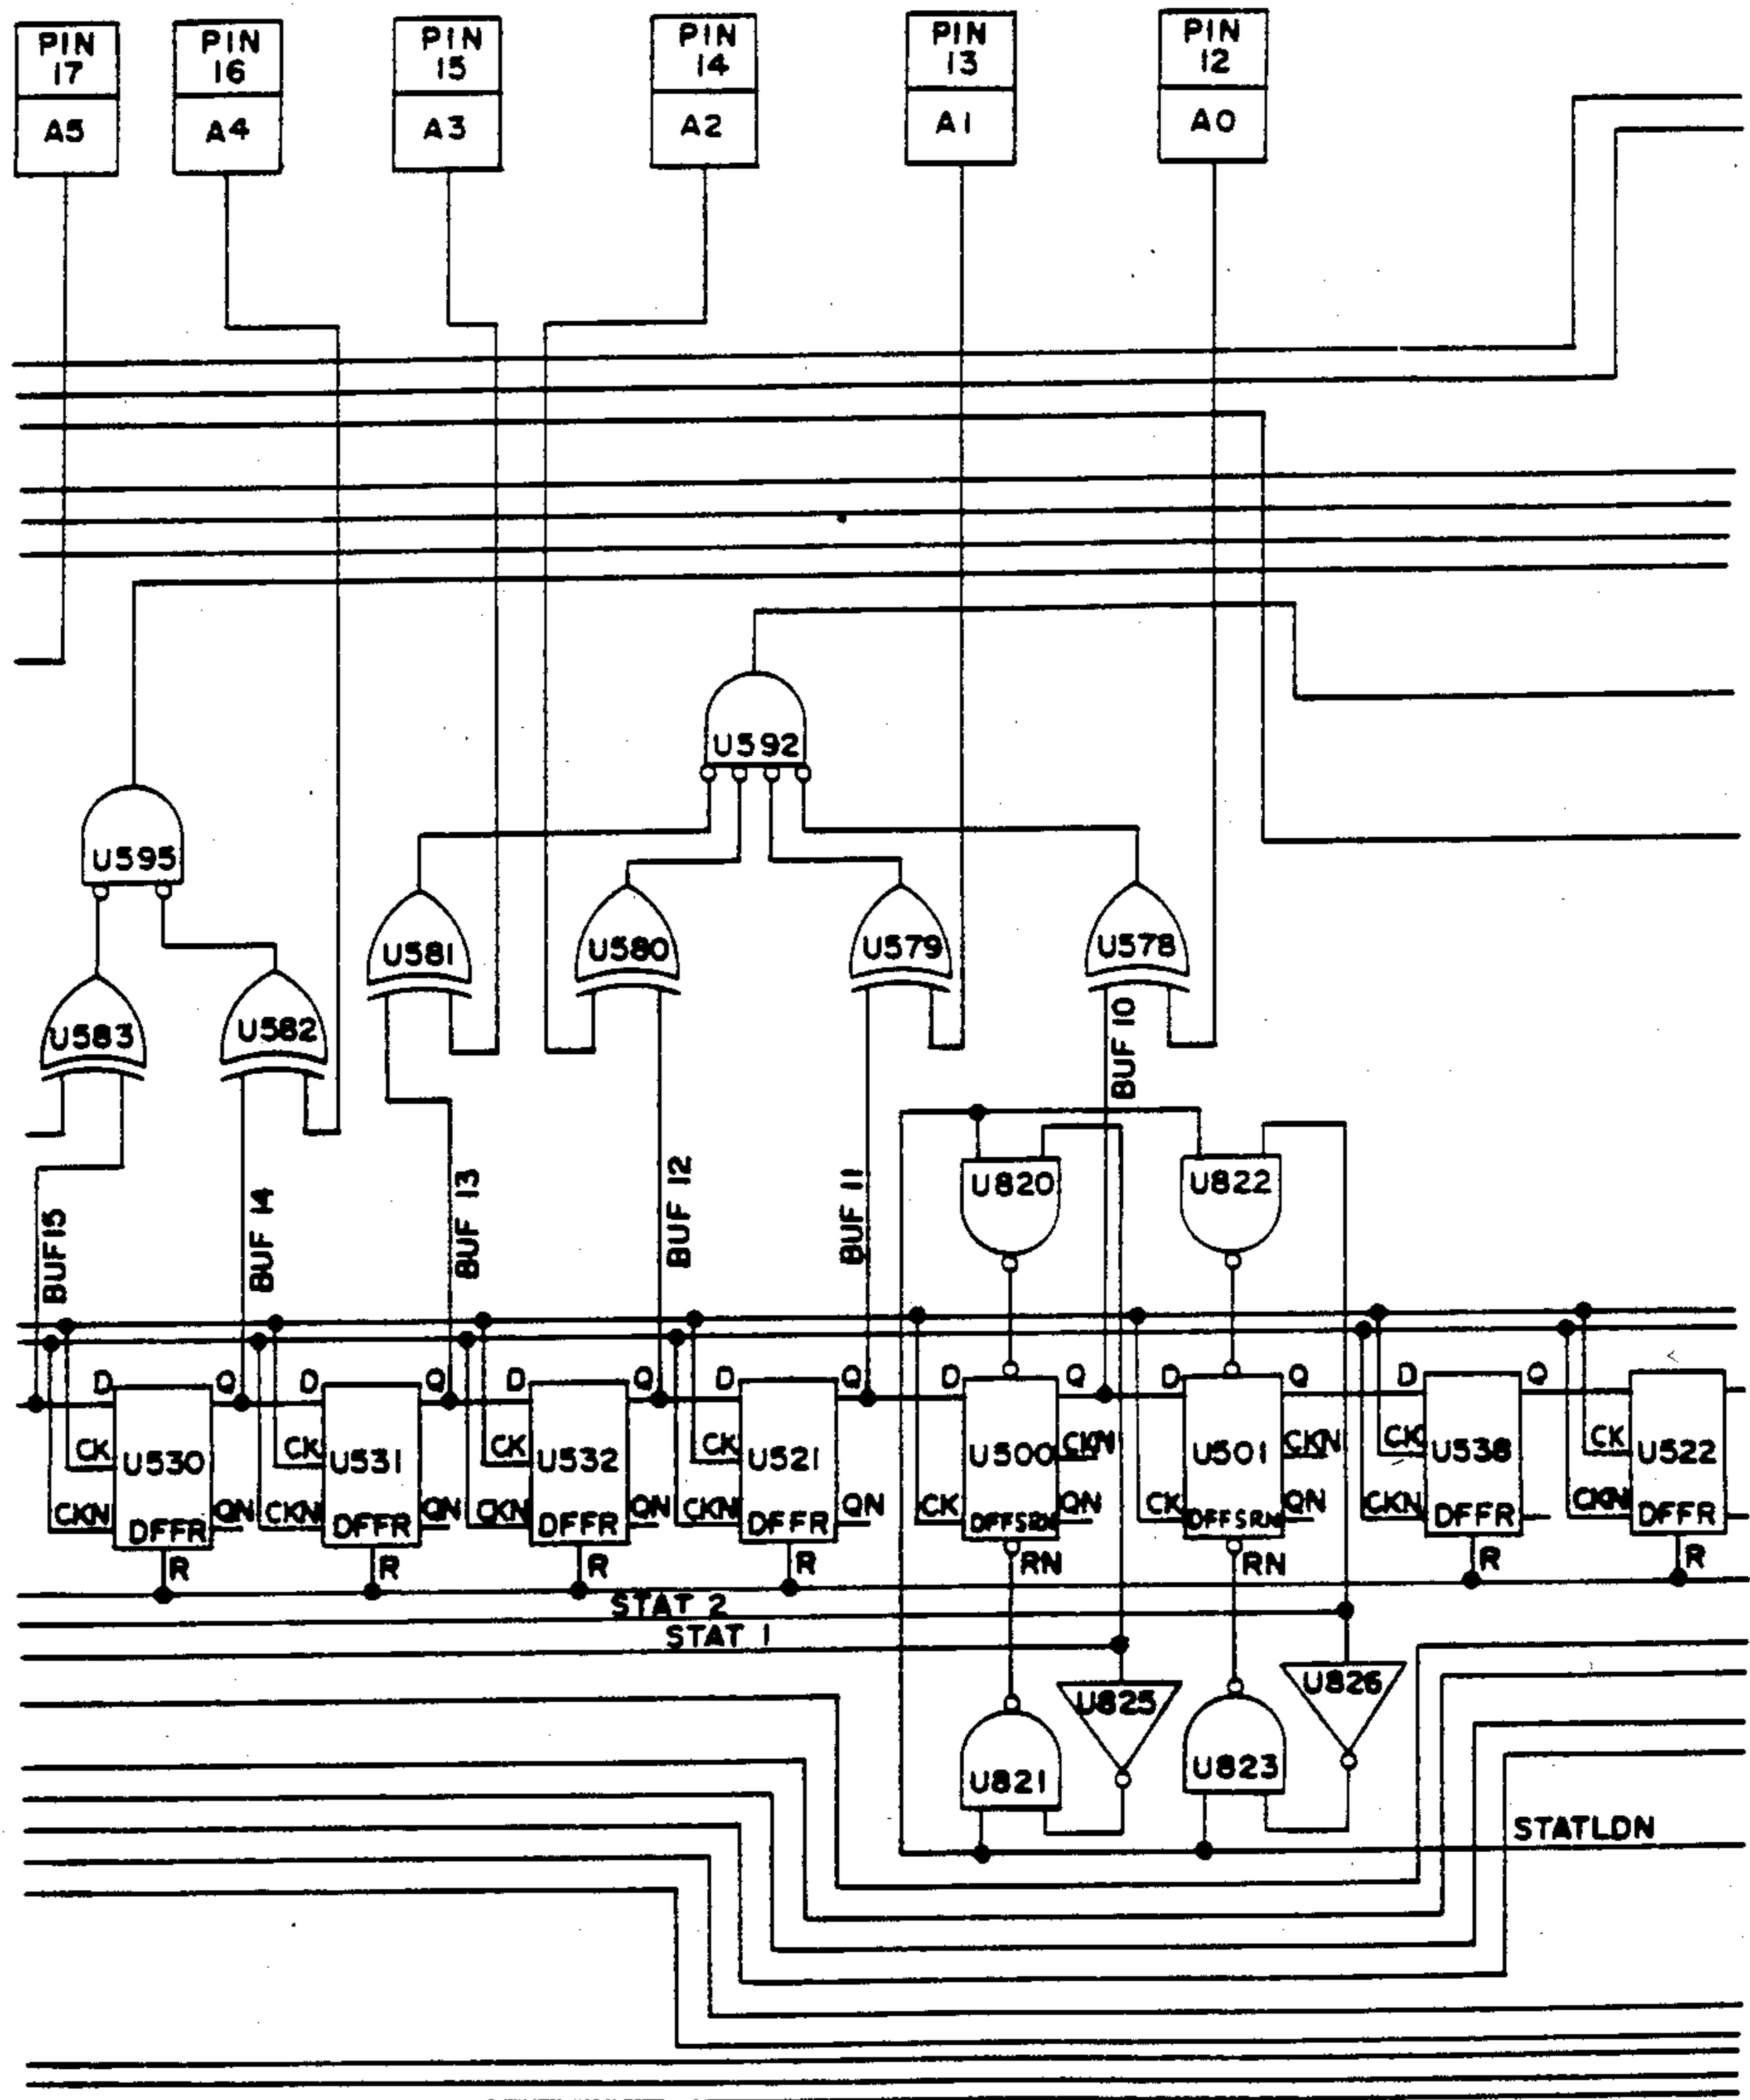 PIN 17
A5
PIN 16
A4
PIN 15
A3
PIN 14
A2
PIN 13
A1
PIN 12
A0
U592
U595
U581
U580
U579
U578
U583
U582
BUF 10
U820
U822
BUF15
BUF 14
BUF 13
BUF 12
BUF 11
D Q D Q D Q D Q D Q D Q D Q
CK U530 CK U531 CK U532 CK U521 U500 CKN U501 CKN CK U538 CK U522
CKN DFFR QN CKN DFFR QN CKN DFFR QN CKN DFFR QN CK DFFSRN QN CK DFFSRN QN CKN DFFR CKN DFFR
R R R R RN RN R R
STAT 2
STAT 1
U825
U826
U821
U823
STATLDN